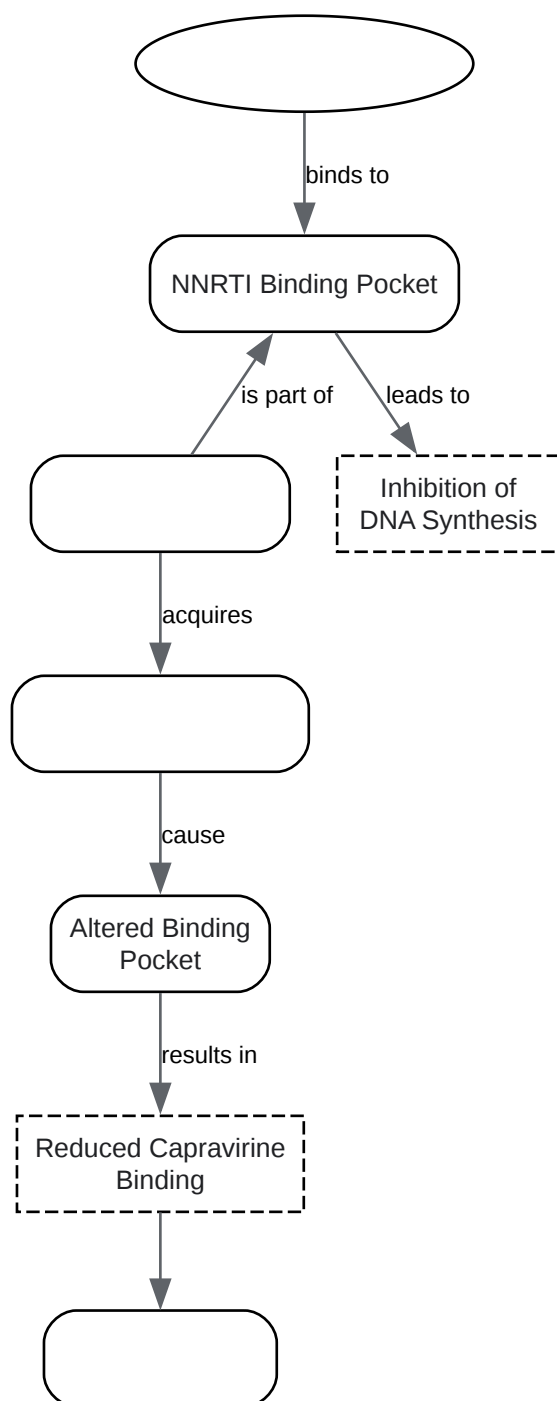 binds to
NNRTI Binding Pocket
is part of
leads to
Inhibition of
DNA Synthesis
acquires
cause
Altered Binding
Pocket
results in
Reduced Capravirine
Binding